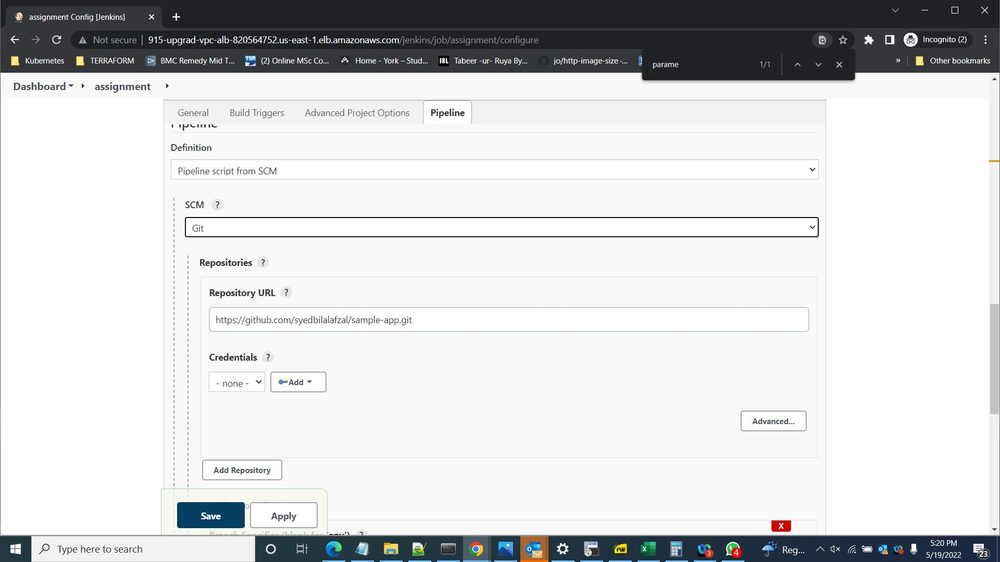 assignment Config [Jenkins]
Not secure
915-upgrad-vpc-alb-820564752.us-east-1.elb.amazonaws.com/jenkins/job/assignment/configure
Incognito (2)
Kubernetes
TERRAFORM
BMC Remedy Mid T...
TSR
(2) Online MSc Co...
Home - York – Stud...
IBL
Tabeer -ur- Ruya By...
jo/http-image-size ·...
»
Other bookmarks
parame
1/1
Dashboard
assignment
General
Build Triggers
Advanced Project Options
Pipeline
Pipeline
Definition
Pipeline script from SCM
SCM ?
Git
Repositories ?
Repository URL ?
https://github.com/syedbilalafzal/sample-app.git
Credentials ?
- none -
Add
Advanced...
Add Repository
Save
Apply
X
Branch Specifier (blank for 'any') ?
Type here to search
PDF
3
4
Reg...
5:20 PM
5/19/2022
23